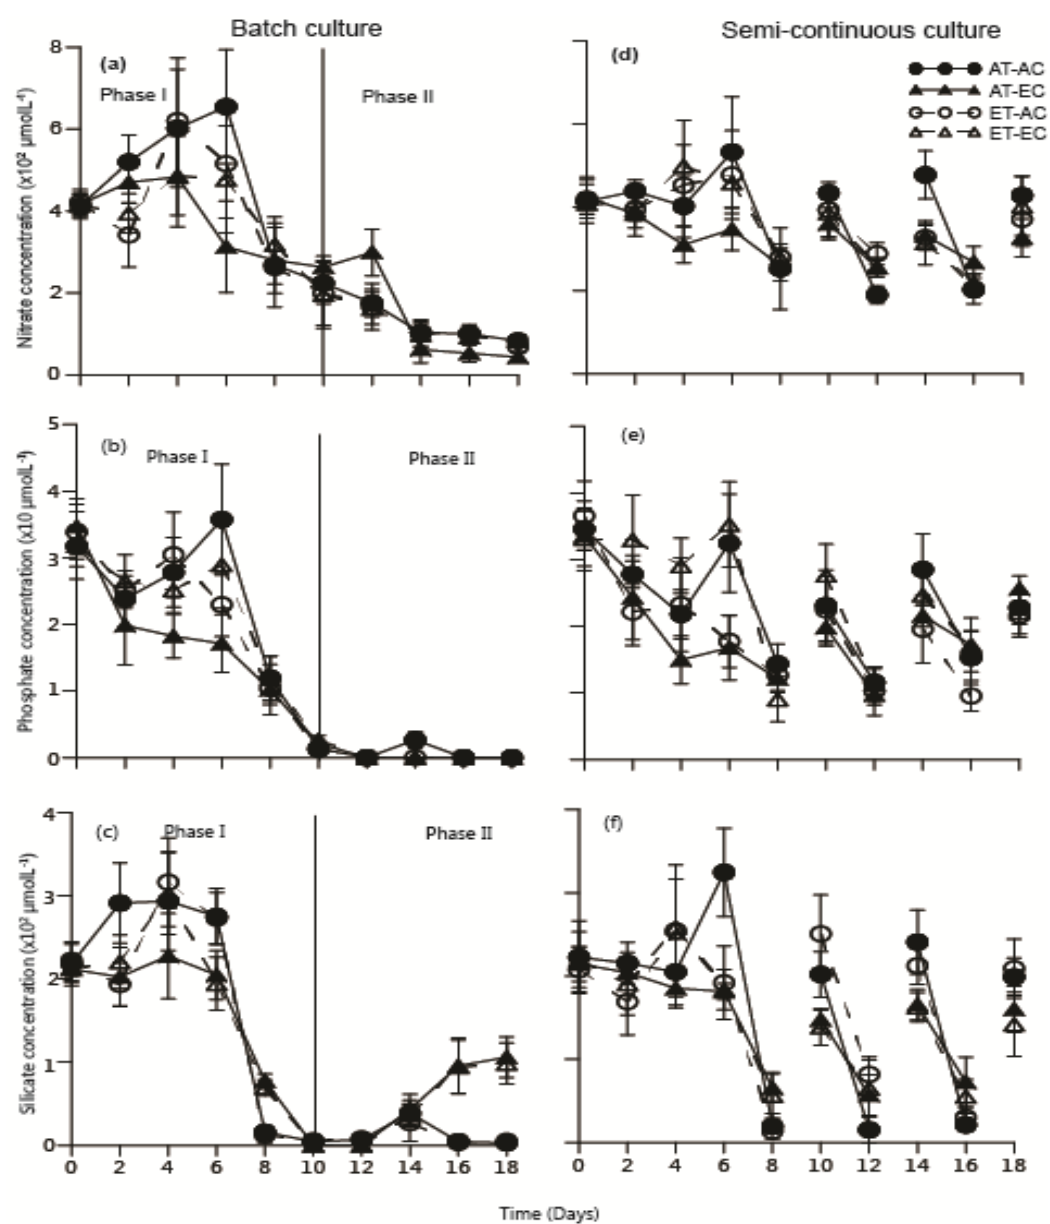 Batch culture
Semi-continuous culture
8
(a)
Phase I
Phase II
6
4
2
0
Nitrate concentration (x10² µmolL⁻¹)
(d)
AT-AC
AT-EC
ET-AC
ET-EC
5
(b)
Phase I
Phase II
4
3
2
1
0
Phosphate concentration (x10 µmolL⁻¹)
(e)
4
(c)
Phase I
Phase II
3
2
1
0
Silicate concentration (x10² µmolL⁻¹)
(f)
0 2 4 6 8 10 12 14 16 18
0 2 4 6 8 10 12 14 16 18
Time (Days)